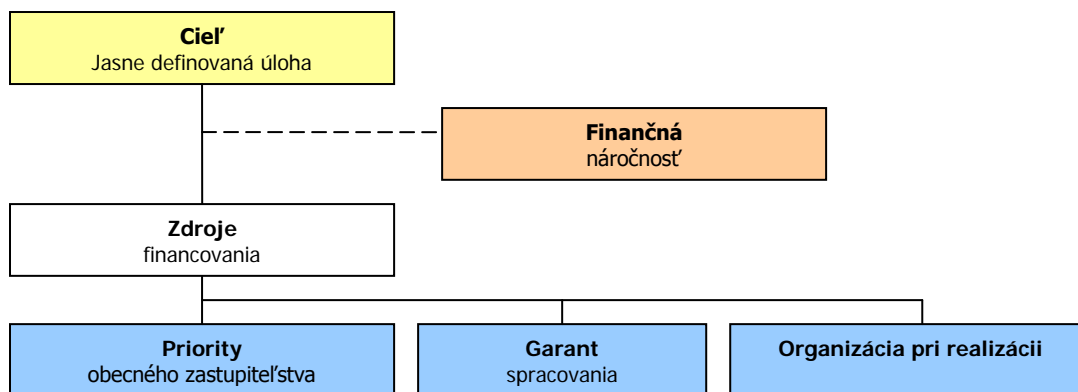 Cieľ
Jasne definovaná úloha
Finančná
náročnosť
Zdroje
financovania
Priority
obecného zastupiteľstva
Garant
spracovania
Organizácia pri realizácii